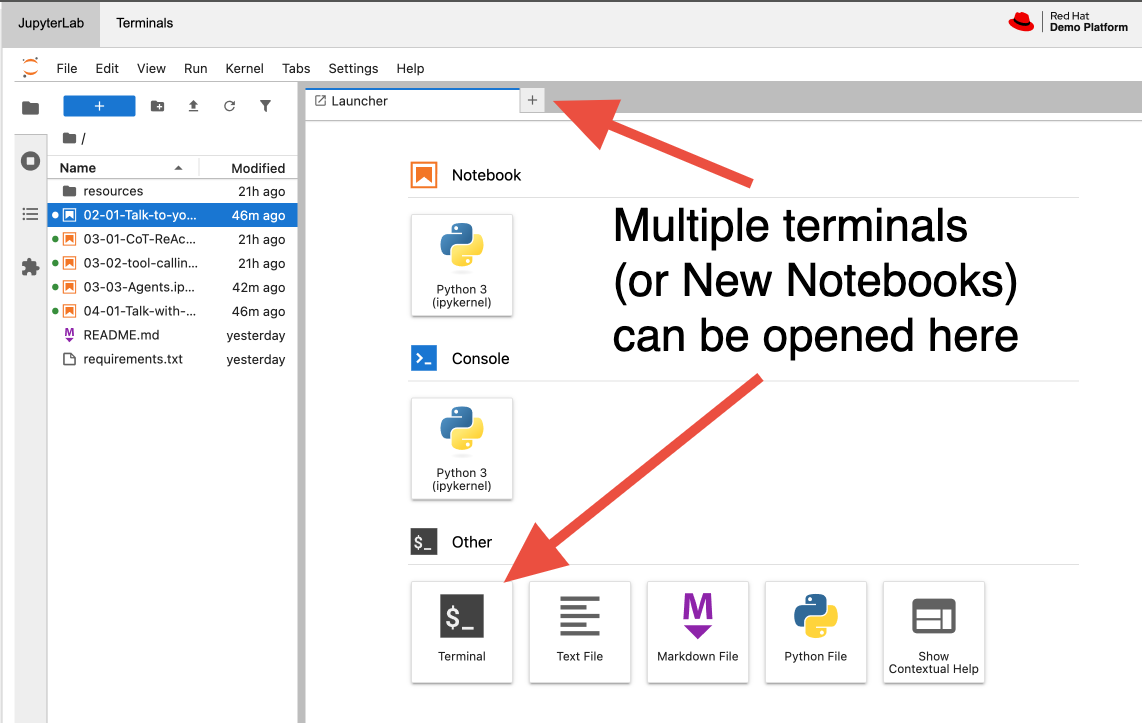 JupyterLab
Terminals
Red Hat
Demo Platform
File Edit View Run Kernel Tabs Settings Help
+
Launcher
+
/
Name Modified
resources 21h ago
02-01-Talk-to-yo... 46m ago
03-01-CoT-ReAc... 21h ago
03-02-tool-callin... 21h ago
03-03-Agents.ip... 42m ago
04-01-Talk-with-... 46m ago
README.md yesterday
requirements.txt yesterday
Notebook
Python 3
(ipykernel)
Multiple terminals
(or New Notebooks)
can be opened here
Console
Python 3
(ipykernel)
$_ Other
$_
Terminal
Text File
M
Markdown File
Python File
Show
Contextual Help